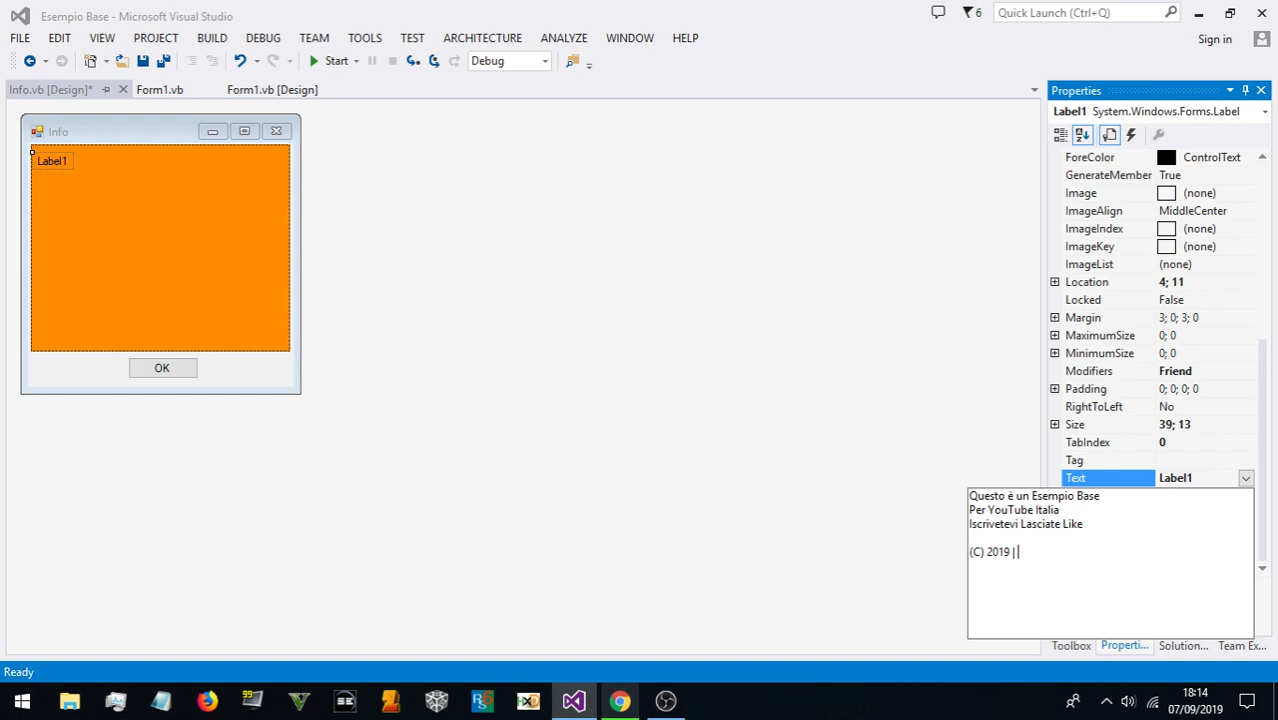 Esempio Base - Microsoft Visual Studio
6
Quick Launch (Ctrl+Q)
FILE EDIT VIEW PROJECT BUILD DEBUG TEAM TOOLS TEST ARCHITECTURE ANALYZE WINDOW HELP
Sign in
Start
Debug
Info.vb [Design]*
Form1.vb
Form1.vb [Design]
Info
Label1
OK
Properties
Label1 System.Windows.Forms.Label
ForeColor ControlText
GenerateMember True
Image (none)
ImageAlign MiddleCenter
ImageIndex (none)
ImageKey (none)
ImageList (none)
Location 4; 11
Locked False
Margin 3; 0; 3; 0
MaximumSize 0; 0
MinimumSize 0; 0
Modifiers Friend
Padding 0; 0; 0; 0
RightToLeft No
Size 39; 13
TabIndex 0
Tag
Text Label1
Questo è un Esempio Base
Per YouTube Italia
Iscrivetevi Lasciate Like
(C) 2019 |
Toolbox Properti... Solution... Team Ex...
Ready
99
18:14
07/09/2019